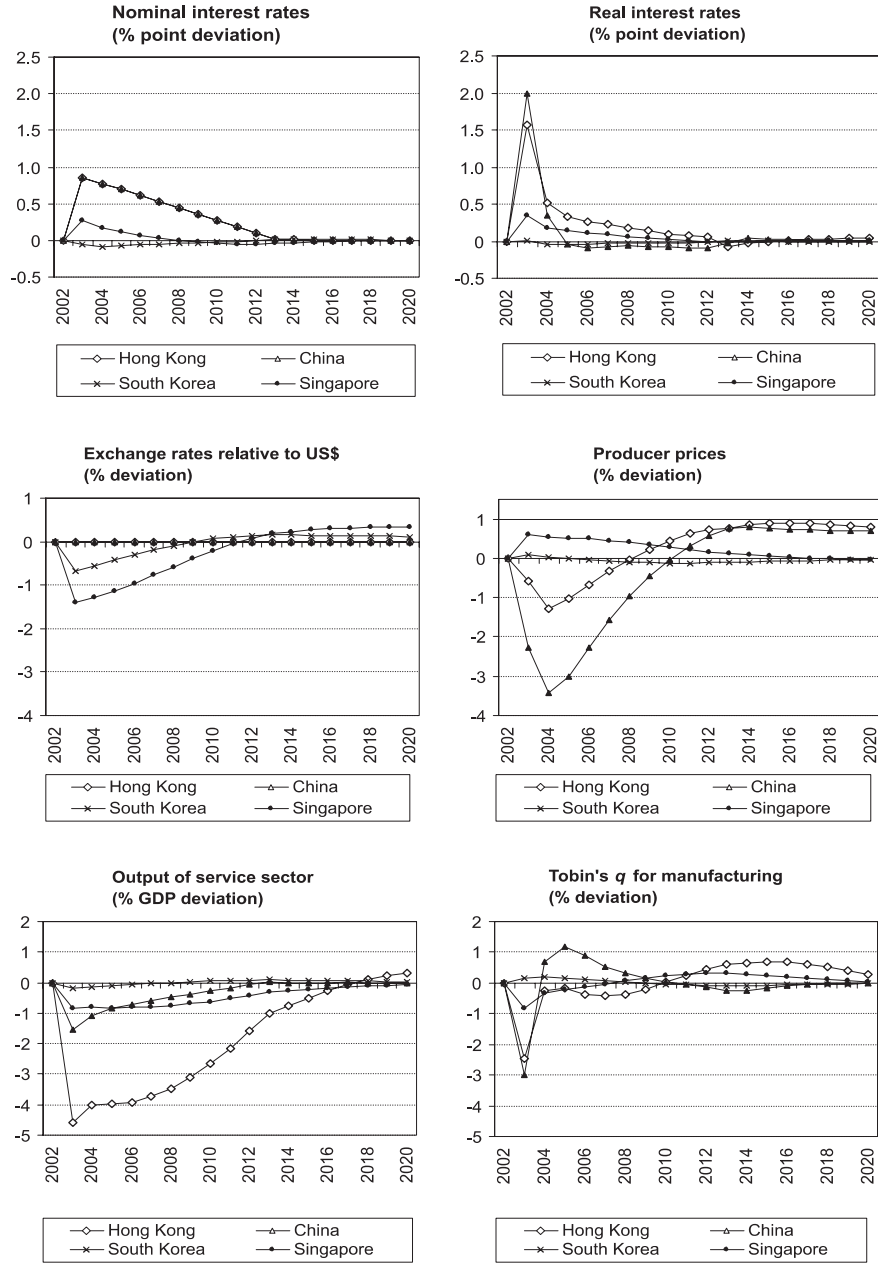 Nominal interest rates
(% point deviation)
2.5
2.0
1.5
1.0
0.5
0
-0.5
2002 2004 2006 2008 2010 2012 2014 2016 2018 2020
Hong Kong China
South Korea Singapore
Real interest rates
(% point deviation)
2.5
2.0
1.5
1.0
0.5
0
-0.5
2002 2004 2006 2008 2010 2012 2014 2016 2018 2020
Hong Kong China
South Korea Singapore
Exchange rates relative to US$
(% deviation)
1
0
-1
-2
-3
-4
2002 2004 2006 2008 2010 2012 2014 2016 2018 2020
Hong Kong China
South Korea Singapore
Producer prices
(% deviation)
1
0
-1
-2
-3
-4
2002 2004 2006 2008 2010 2012 2014 2016 2018 2020
Hong Kong China
South Korea Singapore
Output of service sector
(% GDP deviation)
2
1
0
-1
-2
-3
-4
-5
2002 2004 2006 2008 2010 2012 2014 2016 2018 2020
Hong Kong China
South Korea Singapore
Tobin's q for manufacturing
(% deviation)
2
1
0
-1
-2
-3
-4
-5
2002 2004 2006 2008 2010 2012 2014 2016 2018 2020
Hong Kong China
South Korea Singapore